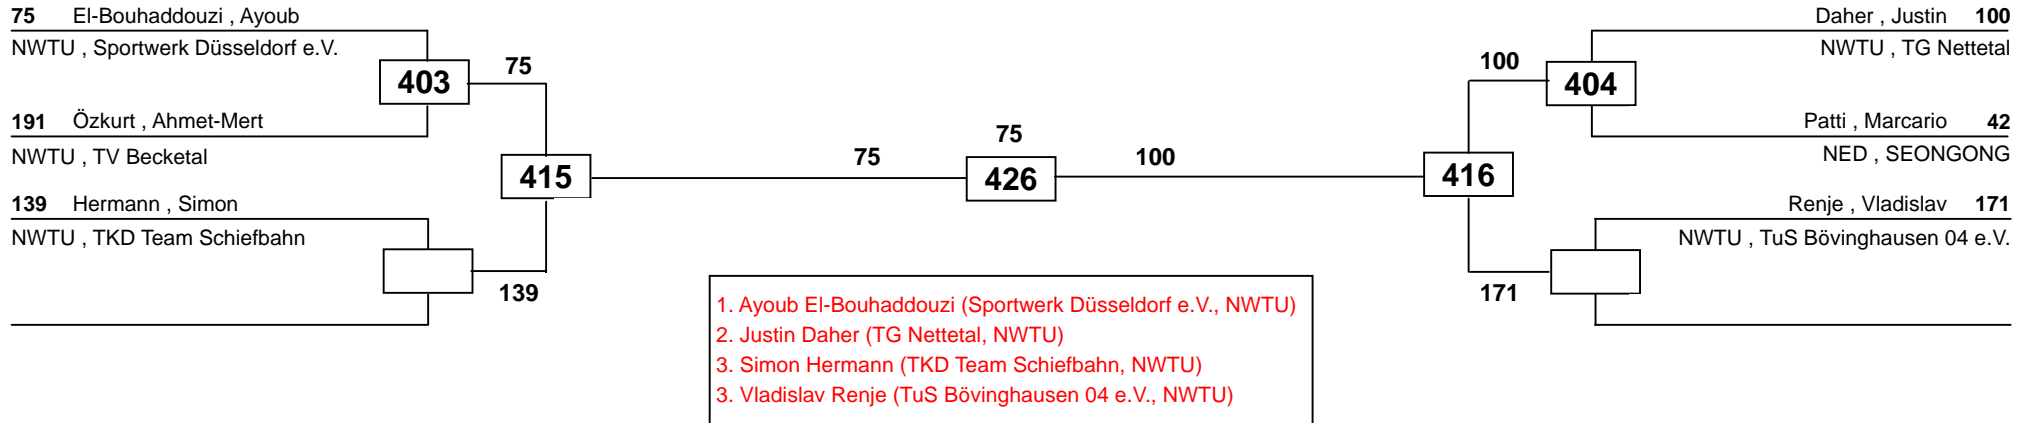 75 El-Bouhaddouzi , Ayoub
NWTU , Sportwerk Düsseldorf e.V.
403
75
191 Özkurt , Ahmet-Mert
NWTU , TV Becketal
415
139 Hermann , Simon
NWTU , TKD Team Schiefbahn
139
75
75
426
100
Daher , Justin 100
NWTU , TG Nettetal
100
404
Patti , Marcario 42
NED , SEONGONG
416
Renje , Vladislav 171
NWTU , TuS Bövinghausen 04 e.V.
171
1. Ayoub El-Bouhaddouzi (Sportwerk Düsseldorf e.V., NWTU)
2. Justin Daher (TG Nettetal, NWTU)
3. Simon Hermann (TKD Team Schiefbahn, NWTU)
3. Vladislav Renje (TuS Bövinghausen 04 e.V., NWTU)